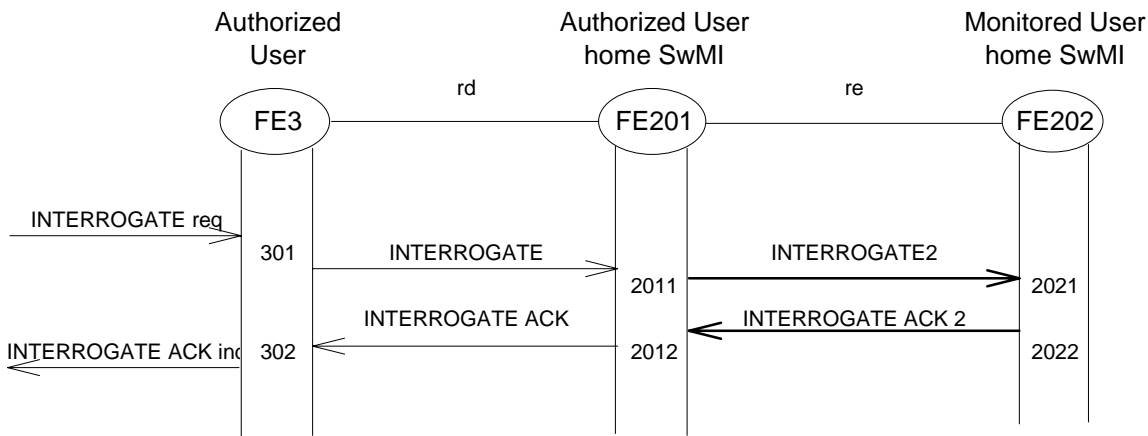 Authorized
User
Authorized User
home SwMI
Monitored User
home SwMI
rd
re
FE3
FE201
FE202
INTERROGATE req
301
INTERROGATE
2011
INTERROGATE2
2021
INTERROGATE ACK ind
302
INTERROGATE ACK
2012
INTERROGATE ACK 2
2022